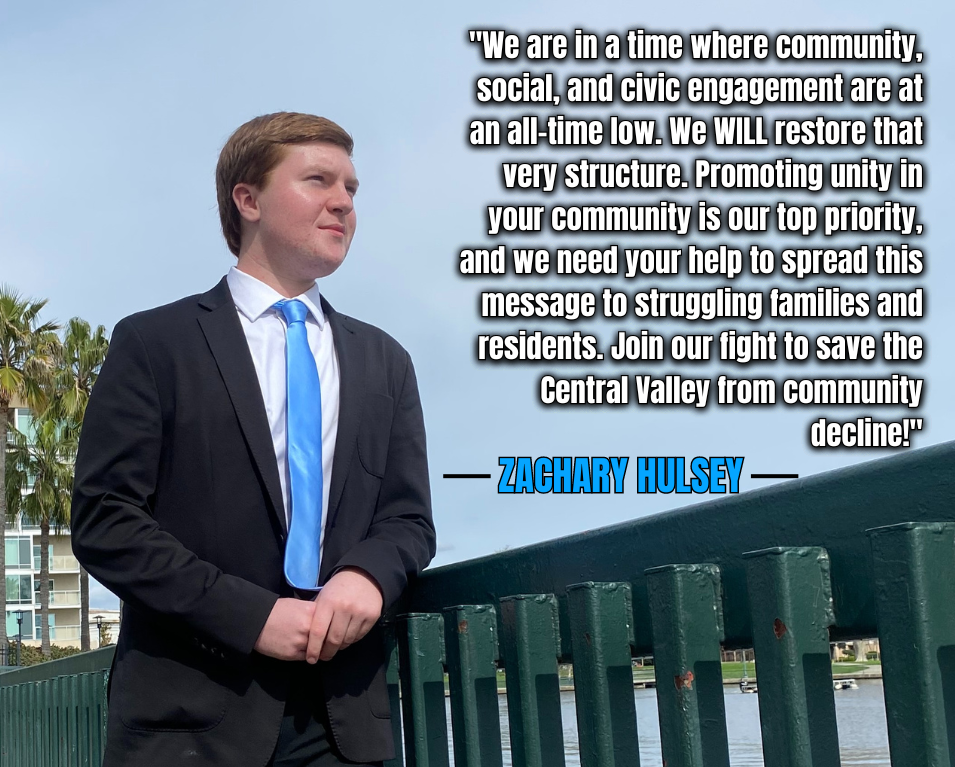 "We are in a time where community,
social, and civic engagement are at
an all-time low. We WILL restore that
very structure. Promoting unity in
your community is our top priority,
and we need your help to spread this
message to struggling families and
residents. Join our fight to save the
Central Valley from community
decline!"
— ZACHARY HULSEY —